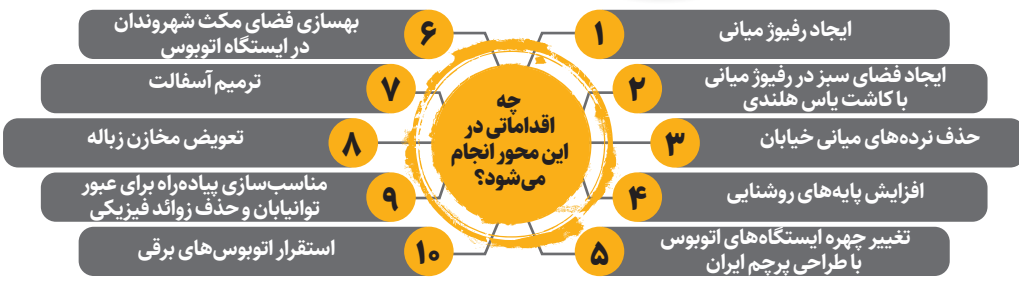 چه
اقداماتی در
این محور انجام
می‌شود؟
۱
ایجاد رفیوژ میانی
۲
ایجاد فضای سبز در رفیوژ میانی
با کاشت یاس هلندی
۳
حذف نرده‌های میانی خیابان
۴
افزایش پایه‌های روشنایی
۵
تغییر چهره ایستگاه‌های اتوبوس
با طراحی پرچم ایران
۶
بهسازی فضای مکث شهروندان
در ایستگاه اتوبوس
۷
ترمیم آسفالت
۸
تعویض مخازن زباله
۹
مناسب‌سازی پیاده‌راه برای عبور
توانیابان و حذف زوائد فیزیکی
۱۰
استقرار اتوبوس‌های برقی